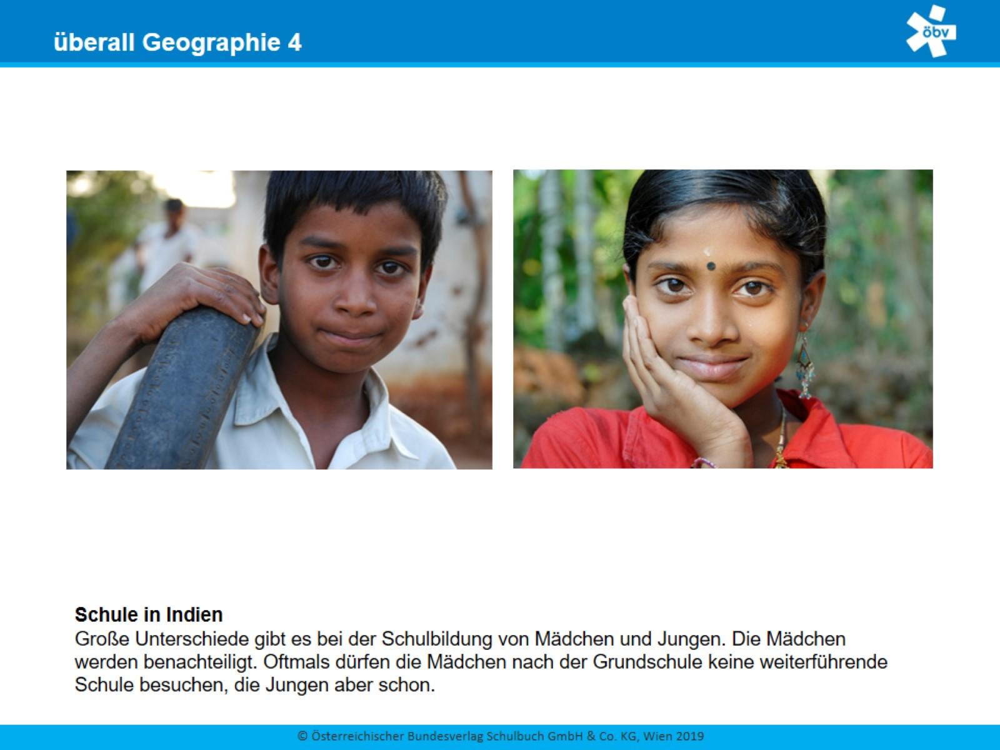 überall Geographie 4
öbv
Schule in Indien
Große Unterschiede gibt es bei der Schulbildung von Mädchen und Jungen. Die Mädchen
werden benachteiligt. Oftmals dürfen die Mädchen nach der Grundschule keine weiterführende
Schule besuchen, die Jungen aber schon.
© Österreichischer Bundesverlag Schulbuch GmbH & Co. KG, Wien 2019